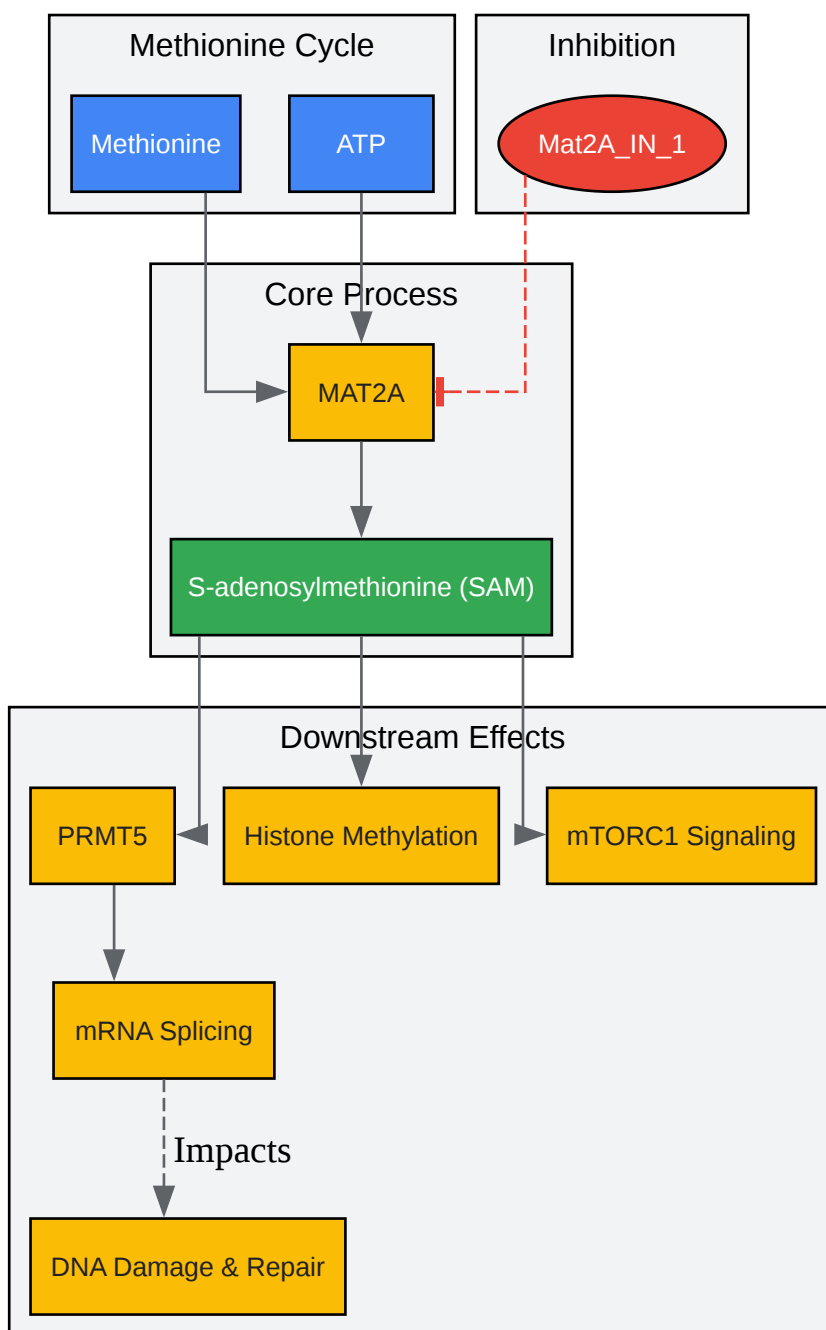 Methionine Cycle
Inhibition
Methionine
ATP
Mat2A_IN_1
Core Process
MAT2A
S-adenosylmethionine (SAM)
Downstream Effects
PRMT5
Histone Methylation
mTORC1 Signaling
mRNA Splicing
Impacts
DNA Damage & Repair